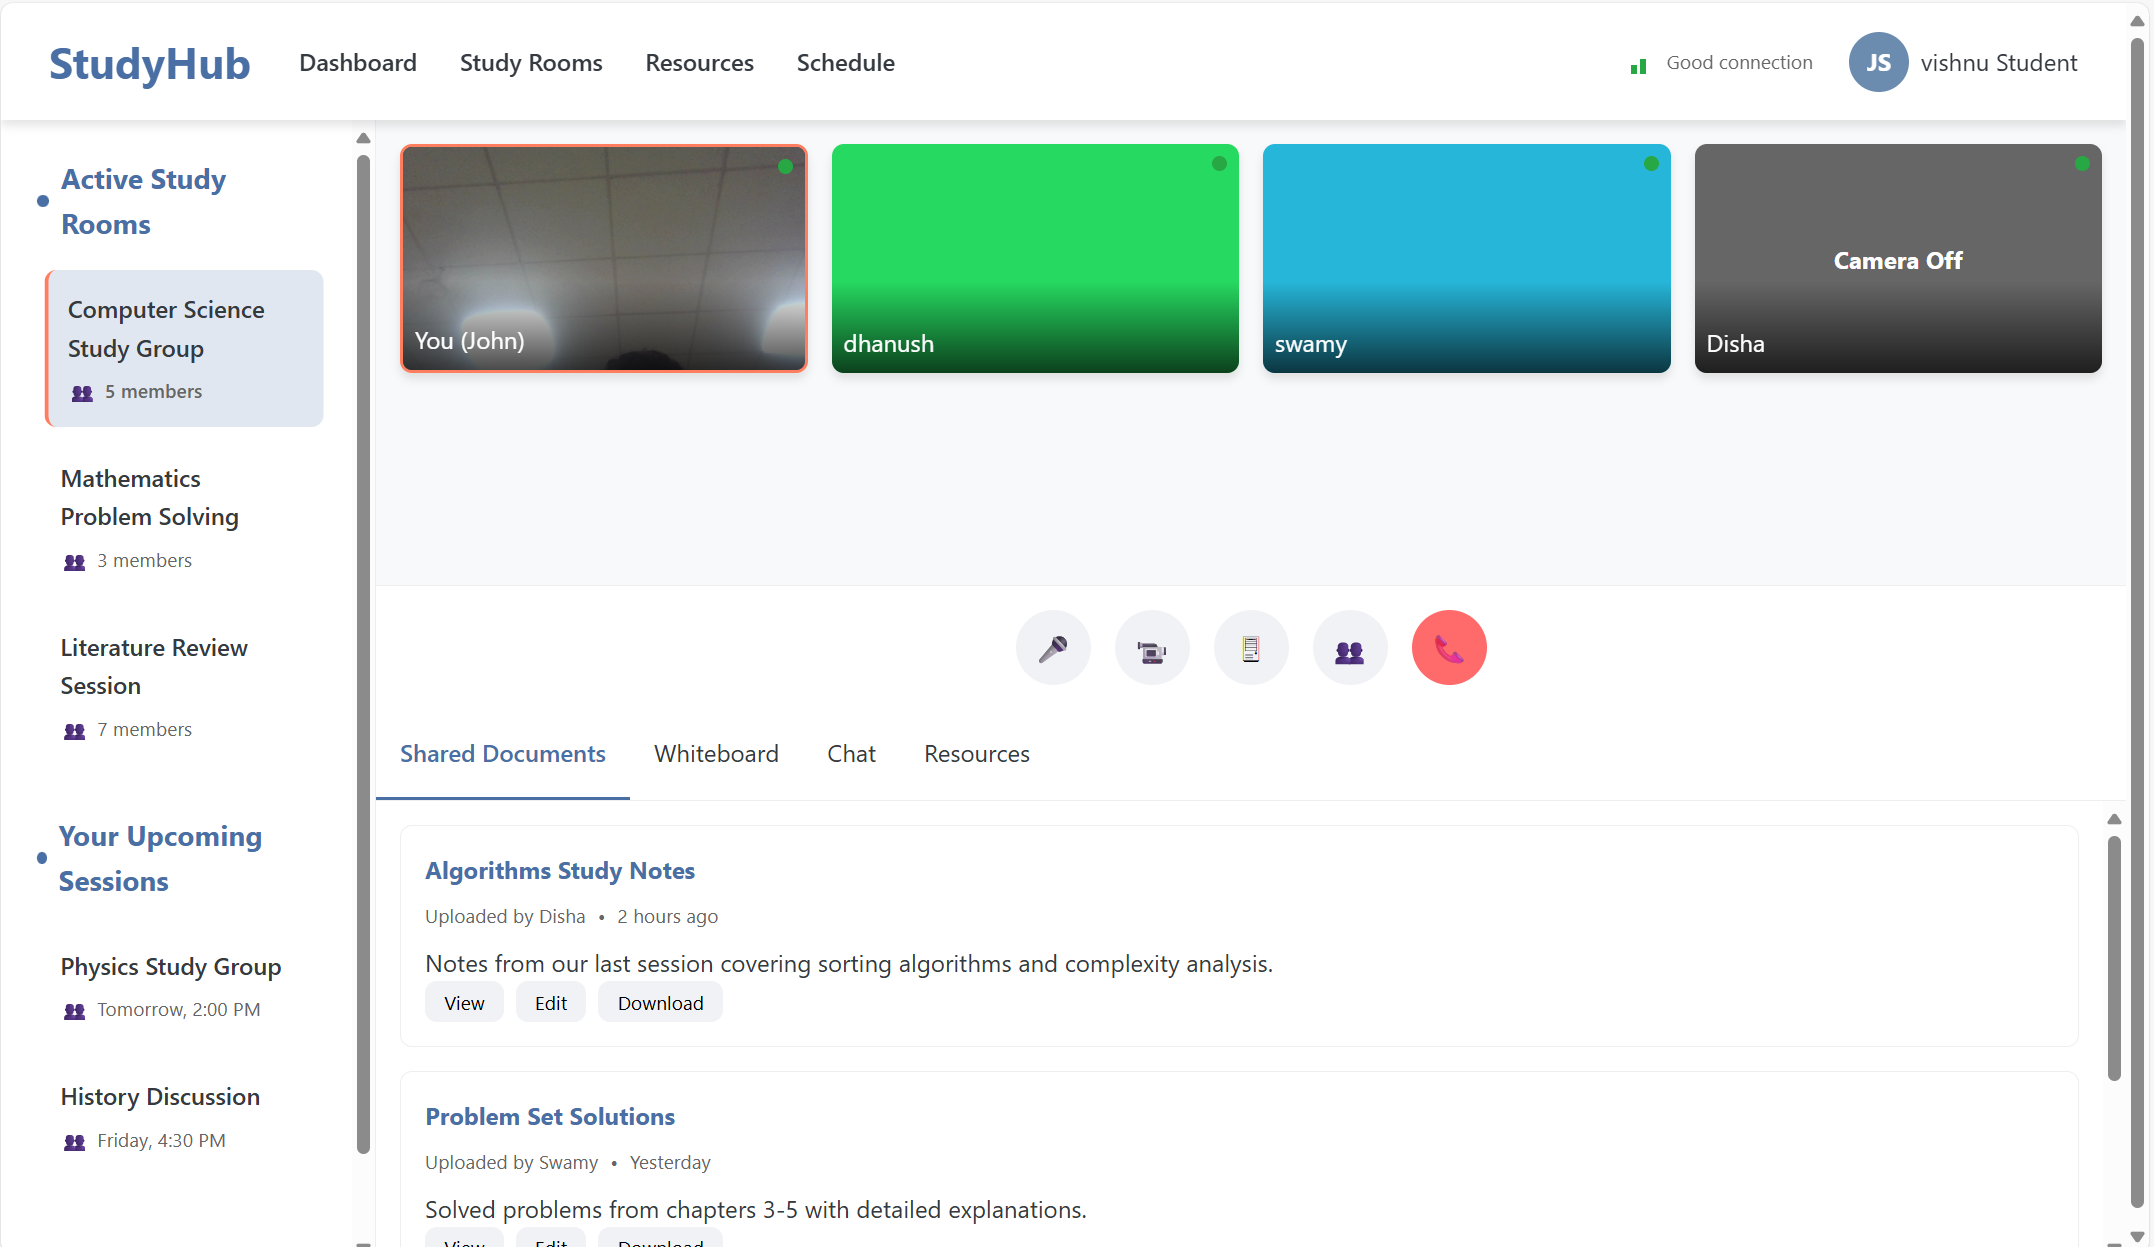 StudyHub
Dashboard
Study Rooms
Resources
Schedule
Good connection
JS
vishnu Student
Active Study
Rooms
Computer Science
Study Group
5 members
Mathematics
Problem Solving
3 members
Literature Review
Session
7 members
Your Upcoming
Sessions
Physics Study Group
Tomorrow, 2:00 PM
History Discussion
Friday, 4:30 PM
You (John)
dhanush
swamy
Camera Off
Disha
Shared Documents
Whiteboard
Chat
Resources
Algorithms Study Notes
Uploaded by Disha • 2 hours ago
Notes from our last session covering sorting algorithms and complexity analysis.
View
Edit
Download
Problem Set Solutions
Uploaded by Swamy • Yesterday
Solved problems from chapters 3-5 with detailed explanations.
View
Edit
Download